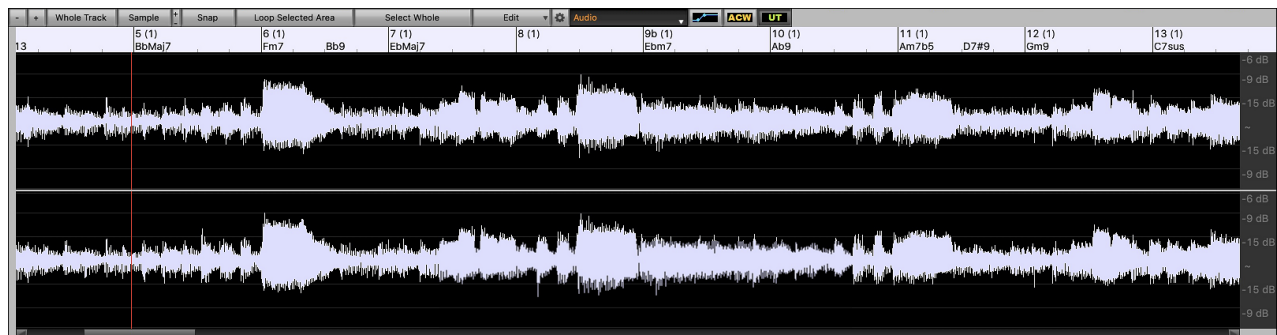 - + Whole Track Sample + - Snap Loop Selected Area Select Whole Edit Audio ACW UT
5 (1) 6 (1) 7 (1) 8 (1) 9b (1) 10 (1) 11 (1) 12 (1) 13 (1)
13 BbMaj7 Fm7 Bb9 EbMaj7 Ebm7 Ab9 Am7b5 D7#9 Gm9 C7sus
-6 dB
-9 dB
-15 dB
~
-15 dB
-9 dB
-6 dB
-9 dB
-15 dB
~
-15 dB
-9 dB